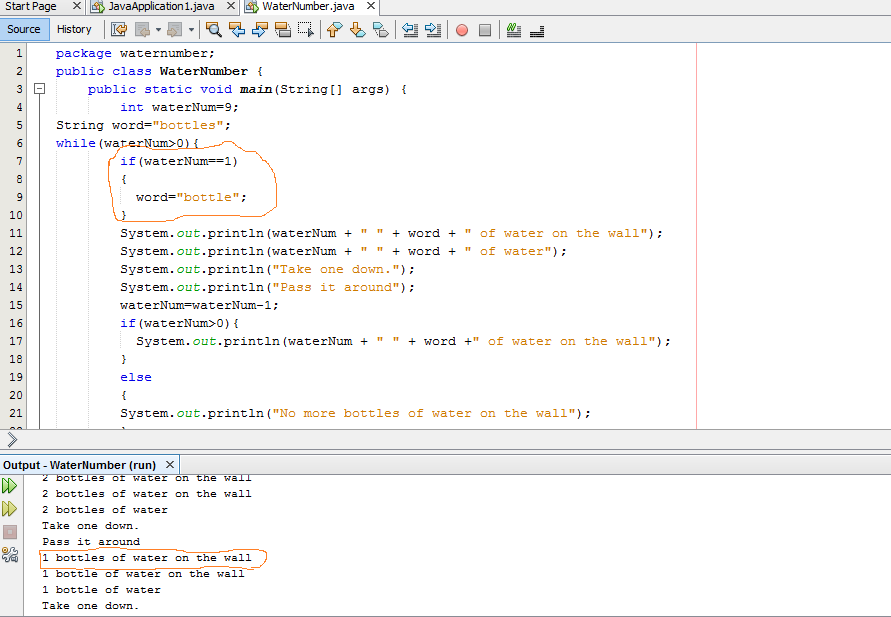 Start Page JavaApplication1.java WaterNumber.java
Source History
1 package waternumber;
2 public class WaterNumber {
3 public static void main(String[] args) {
4 int waterNum=9;
5 String word="bottles";
6 while(waterNum>0){
7 if(waterNum==1)
8 {
9 word="bottle";
10 }
11 System.out.println(waterNum + " " + word + " of water on the wall");
12 System.out.println(waterNum + " " + word + " of water");
13 System.out.println("Take one down.");
14 System.out.println("Pass it around");
15 waterNum=waterNum-1;
16 if(waterNum>0){
17 System.out.println(waterNum + " " + word +" of water on the wall");
18 }
19 else
20 {
21 System.out.println("No more bottles of water on the wall");
Output - WaterNumber (run)
2 bottles of water on the wall
2 bottles of water on the wall
2 bottles of water
Take one down.
Pass it around
1 bottles of water on the wall
1 bottle of water on the wall
1 bottle of water
Take one down.